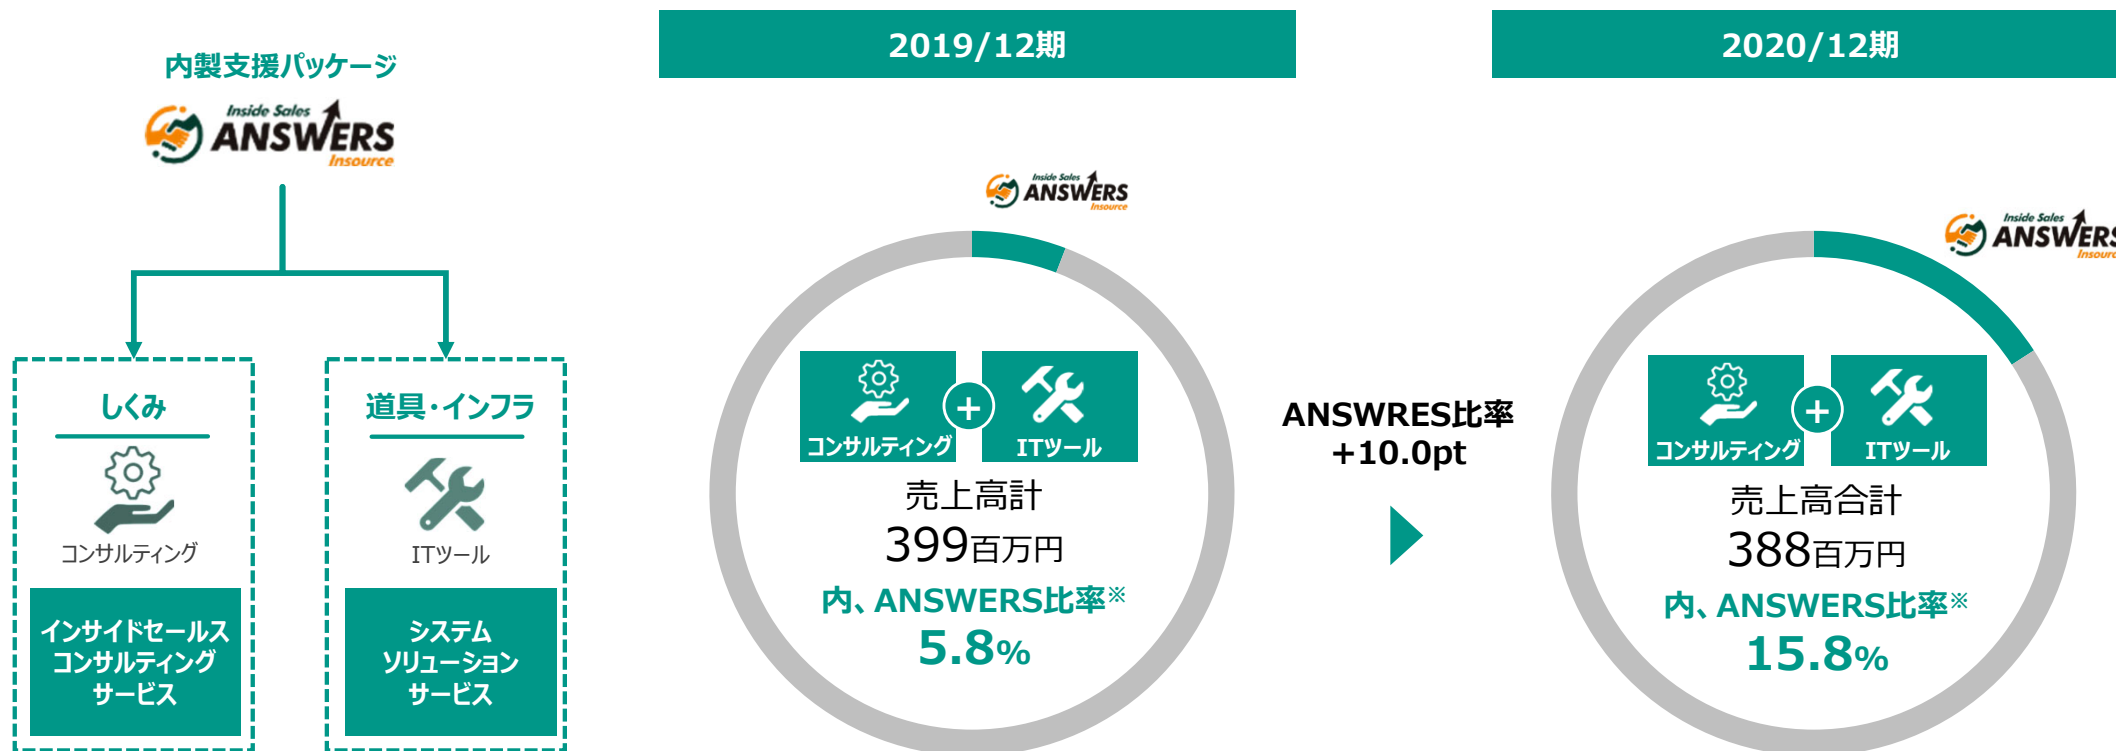 内製支援パッケージ
Inside Sales
ANSWERS
Insource
しくみ
コンサルティング
インサイドセールス
コンサルティング
サービス
道具・インフラ
ITツール
システム
ソリューション
サービス
2019/12期
Inside Sales
ANSWERS
Insource
コンサルティング
+
ITツール
売上高計
399百万円
内、ANSWERS比率※
5.8%
ANSWRES比率
+10.0pt
2020/12期
Inside Sales
ANSWERS
Insource
コンサルティング
+
ITツール
売上高合計
388百万円
内、ANSWERS比率※
15.8%